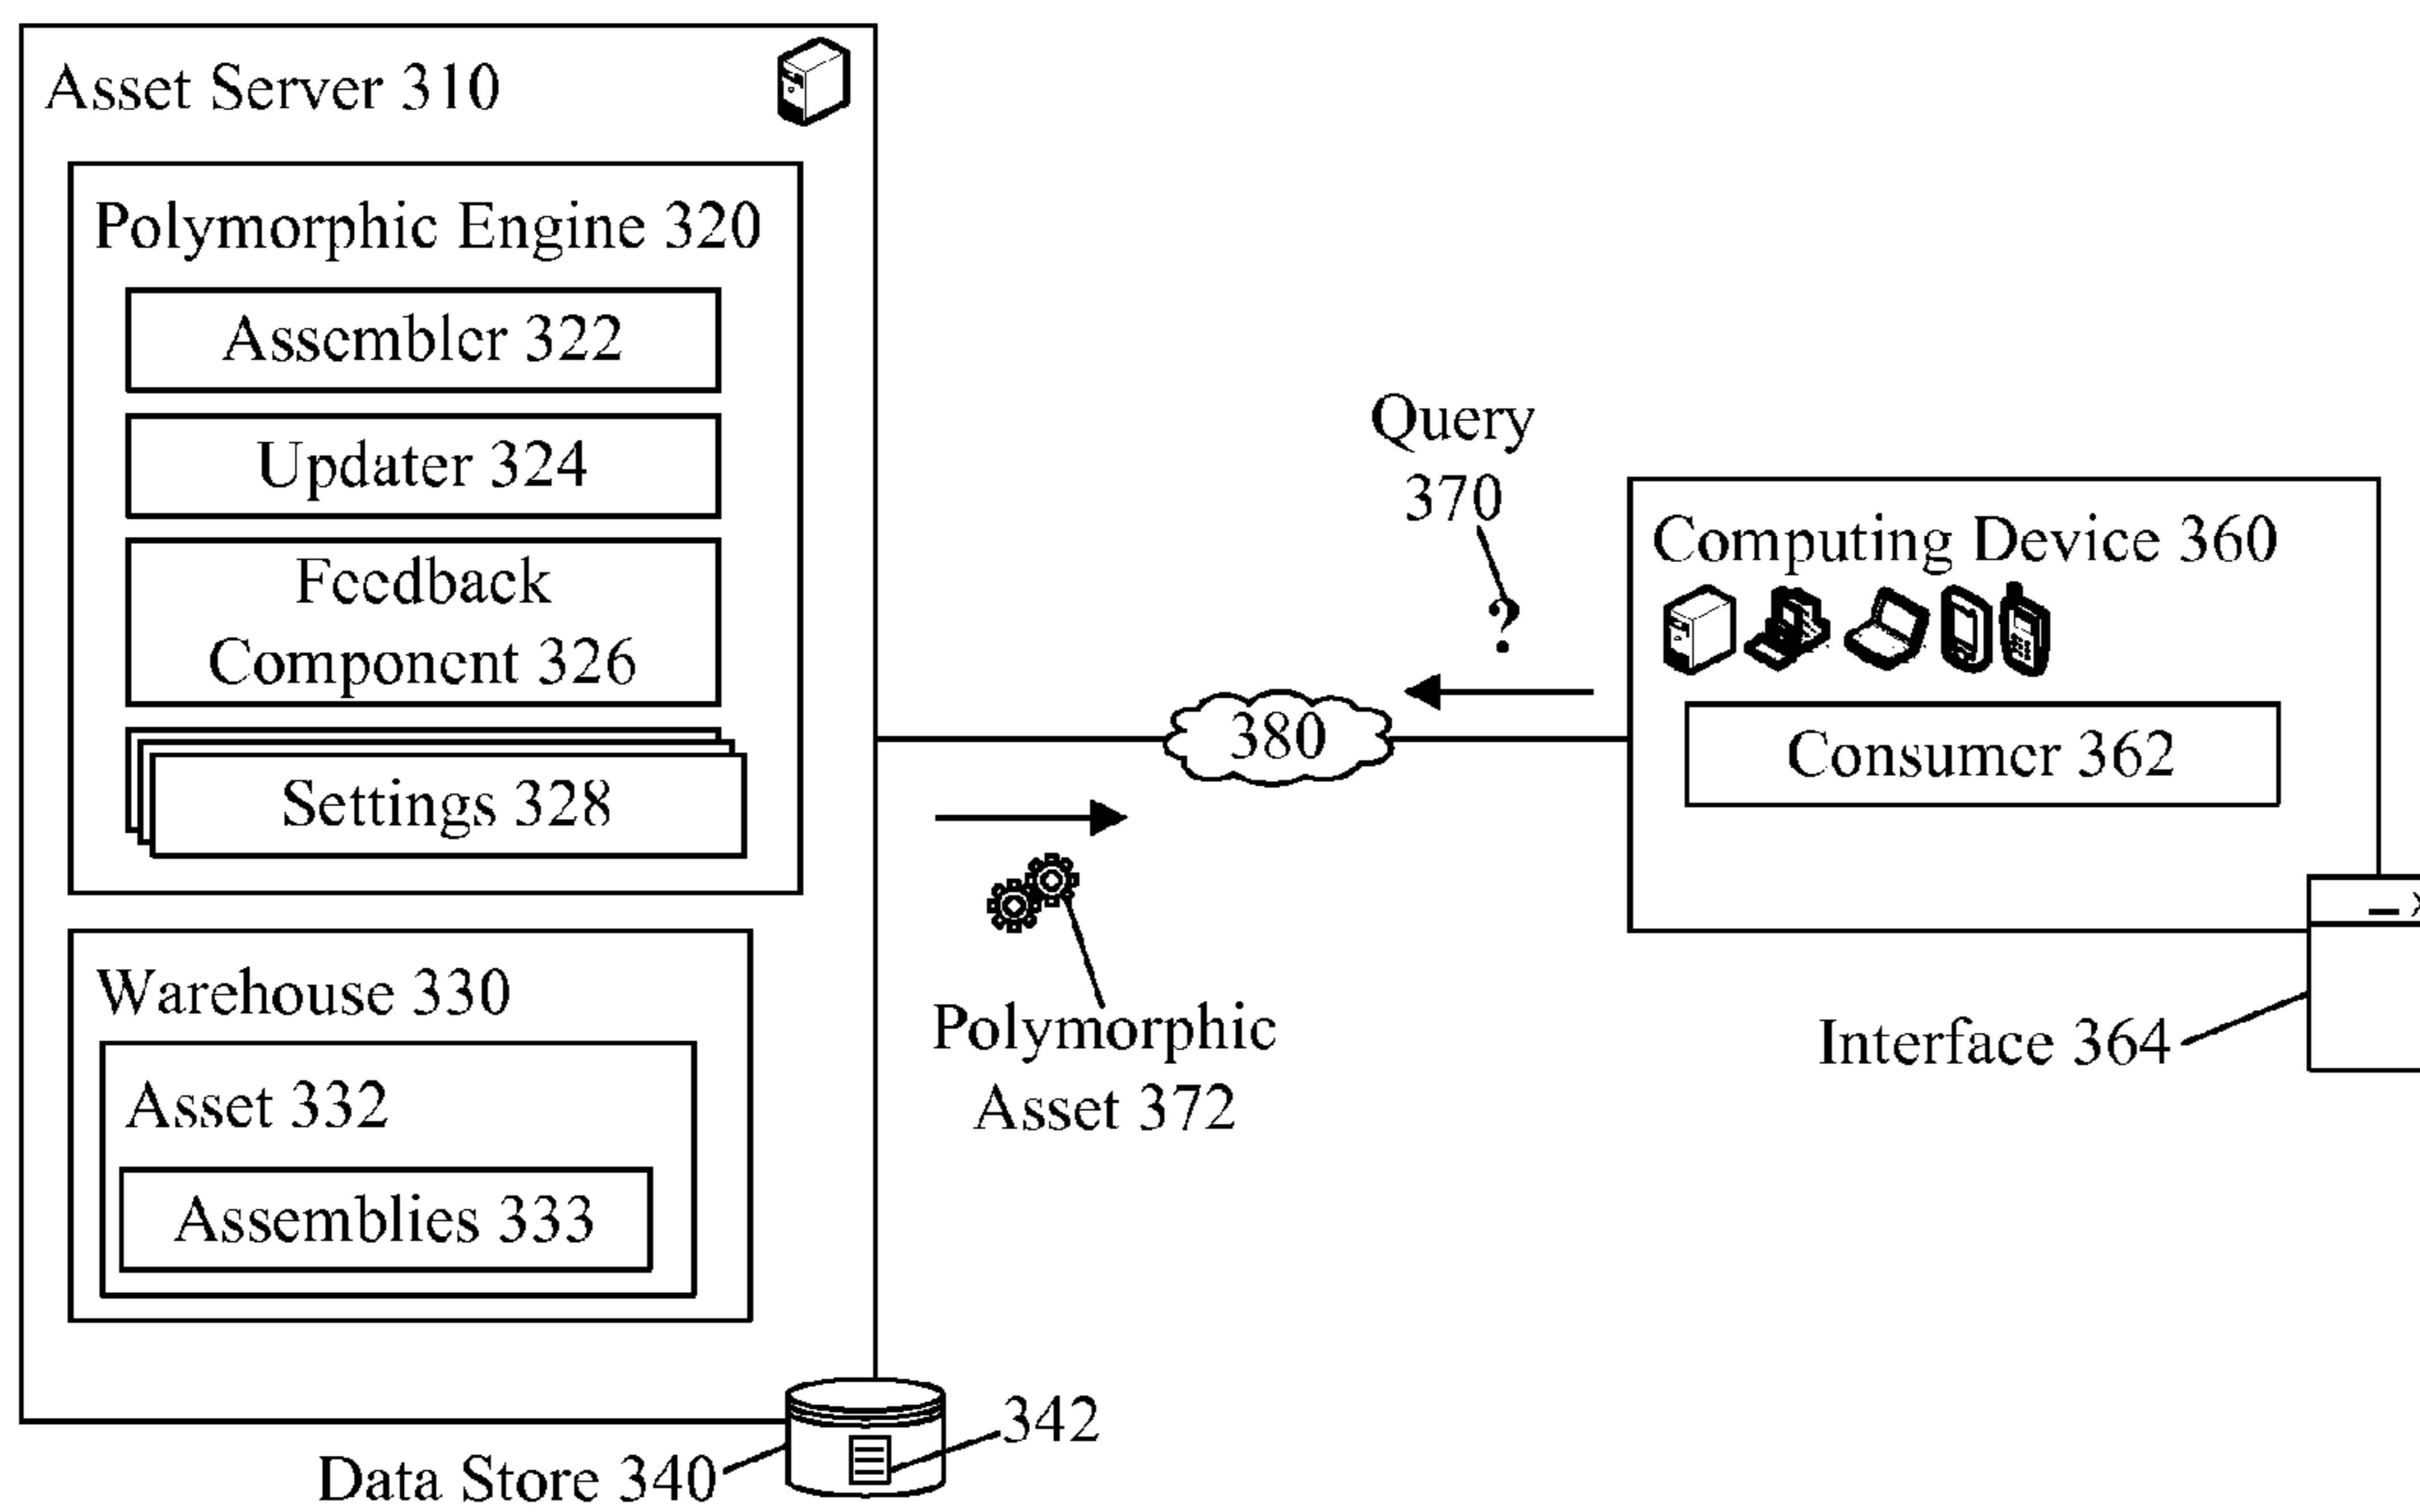 Asset Server 310
Polymorphic Engine 320
Assembler 322
Updater 324
Feedback
Component 326
Settings 328
Warehouse 330
Asset 332
Assemblies 333
Data Store 340
342
Polymorphic
Asset 372
380
Query
370
?
Computing Device 360
Consumer 362
Interface 364